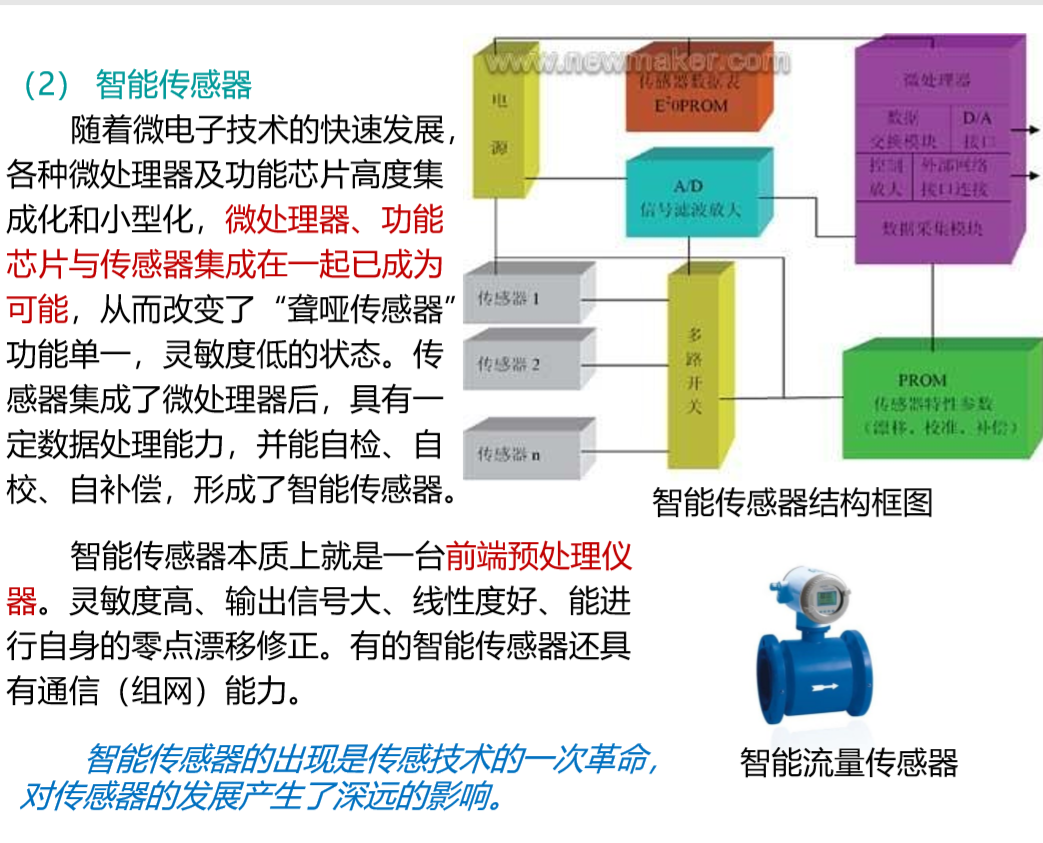 （2） 智能传感器
随着微电子技术的快速发展，
各种微处理器及功能芯片高度集
成化和小型化，微处理器、功能
芯片与传感器集成在一起已成为
可能，从而改变了“聋哑传感器”
功能单一，灵敏度低的状态。传
感器集成了微处理器后，具有一
定数据处理能力，并能自检、自
校、自补偿，形成了智能传感器。
www.newmaker.com
电
源
传感器数据表
E²0PROM
微处理器
数据
交换模块
D/A
接口
控制
放大
外部网络
接口连接
数据采集模块
A/D
信号滤波放大
传感器 1
传感器 2
传感器 n
多
路
开
关
PROM
传感器特性参数
（漂移、校准、补偿）
智能传感器结构框图
智能传感器本质上就是一台前端预处理仪
器。灵敏度高、输出信号大、线性度好、能进
行自身的零点漂移修正。有的智能传感器还具
有通信（组网）能力。
智能流量传感器
智能传感器的出现是传感技术的一次革命，
对传感器的发展产生了深远的影响。